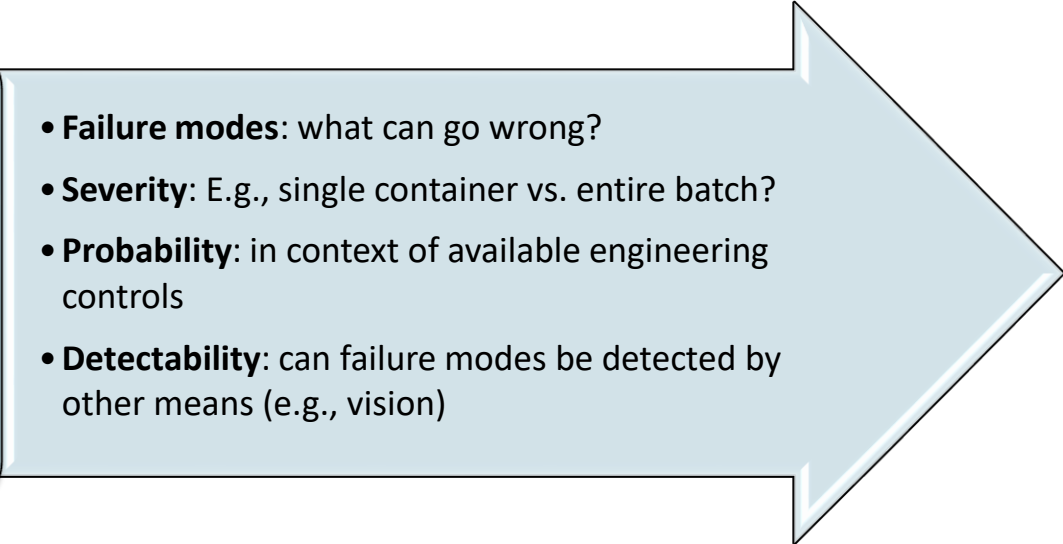 • Failure modes: what can go wrong?
• Severity: E.g., single container vs. entire batch?
• Probability: in context of available engineering
controls
• Detectability: can failure modes be detected by
other means (e.g., vision)